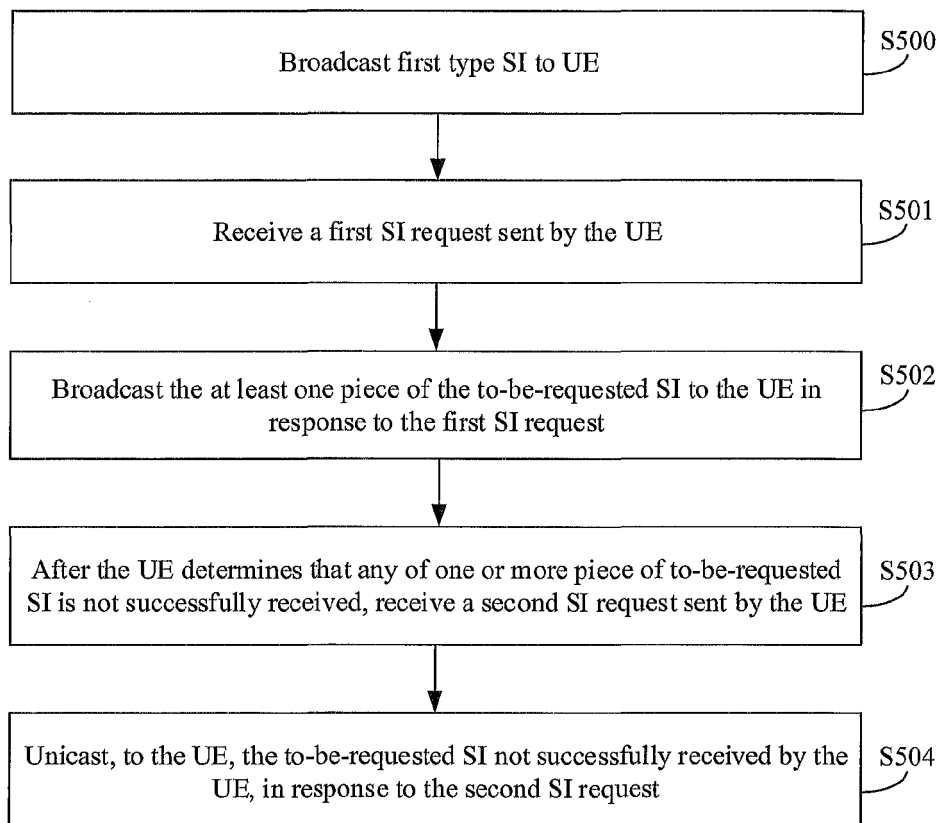 Broadcast first type SI to UE
S500
Receive a first SI request sent by the UE
S501
Broadcast the at least one piece of the to-be-requested SI to the UE in
response to the first SI request
S502
After the UE determines that any of one or more piece of to-be-requested
SI is not successfully received, receive a second SI request sent by the UE
S503
Unicast, to the UE, the to-be-requested SI not successfully received by the
UE, in response to the second SI request
S504